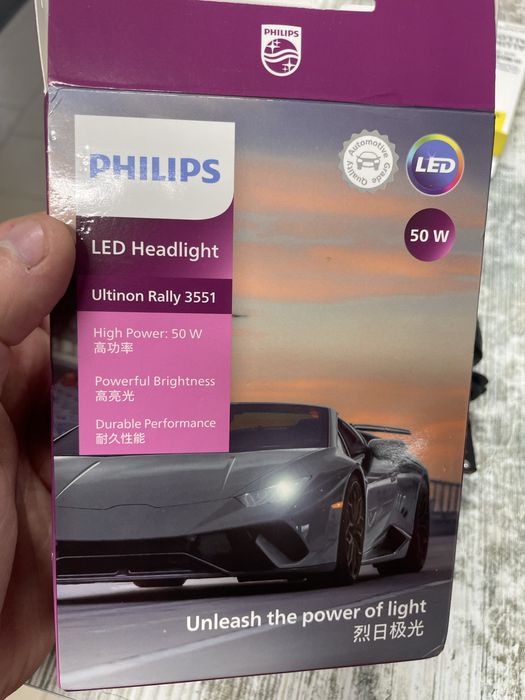 PHILIPS
Automotive Grade Quality
LED
PHILIPS
50 W
LED Headlight
Ultinon Rally 3551
High Power: 50 W
高功率
Powerful Brightness
高亮光
Durable Performance
耐久性能
Unleash the power of light
烈日极光